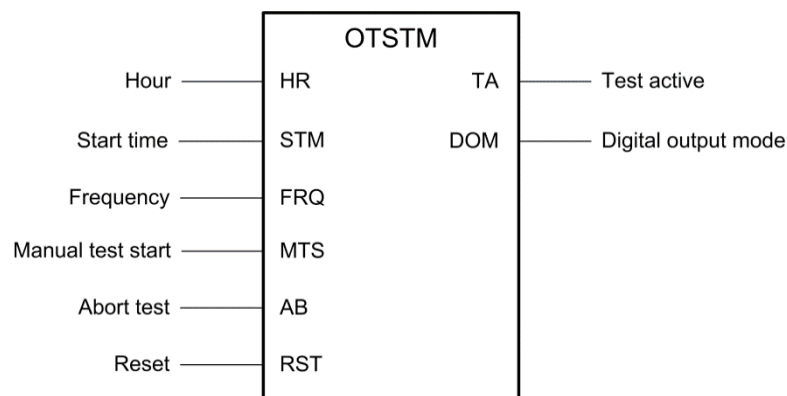 OTSTM
Hour HR TA Test active
Start time STM DOM Digital output mode
Frequency FRQ
Manual test start MTS
Abort test AB
Reset RST